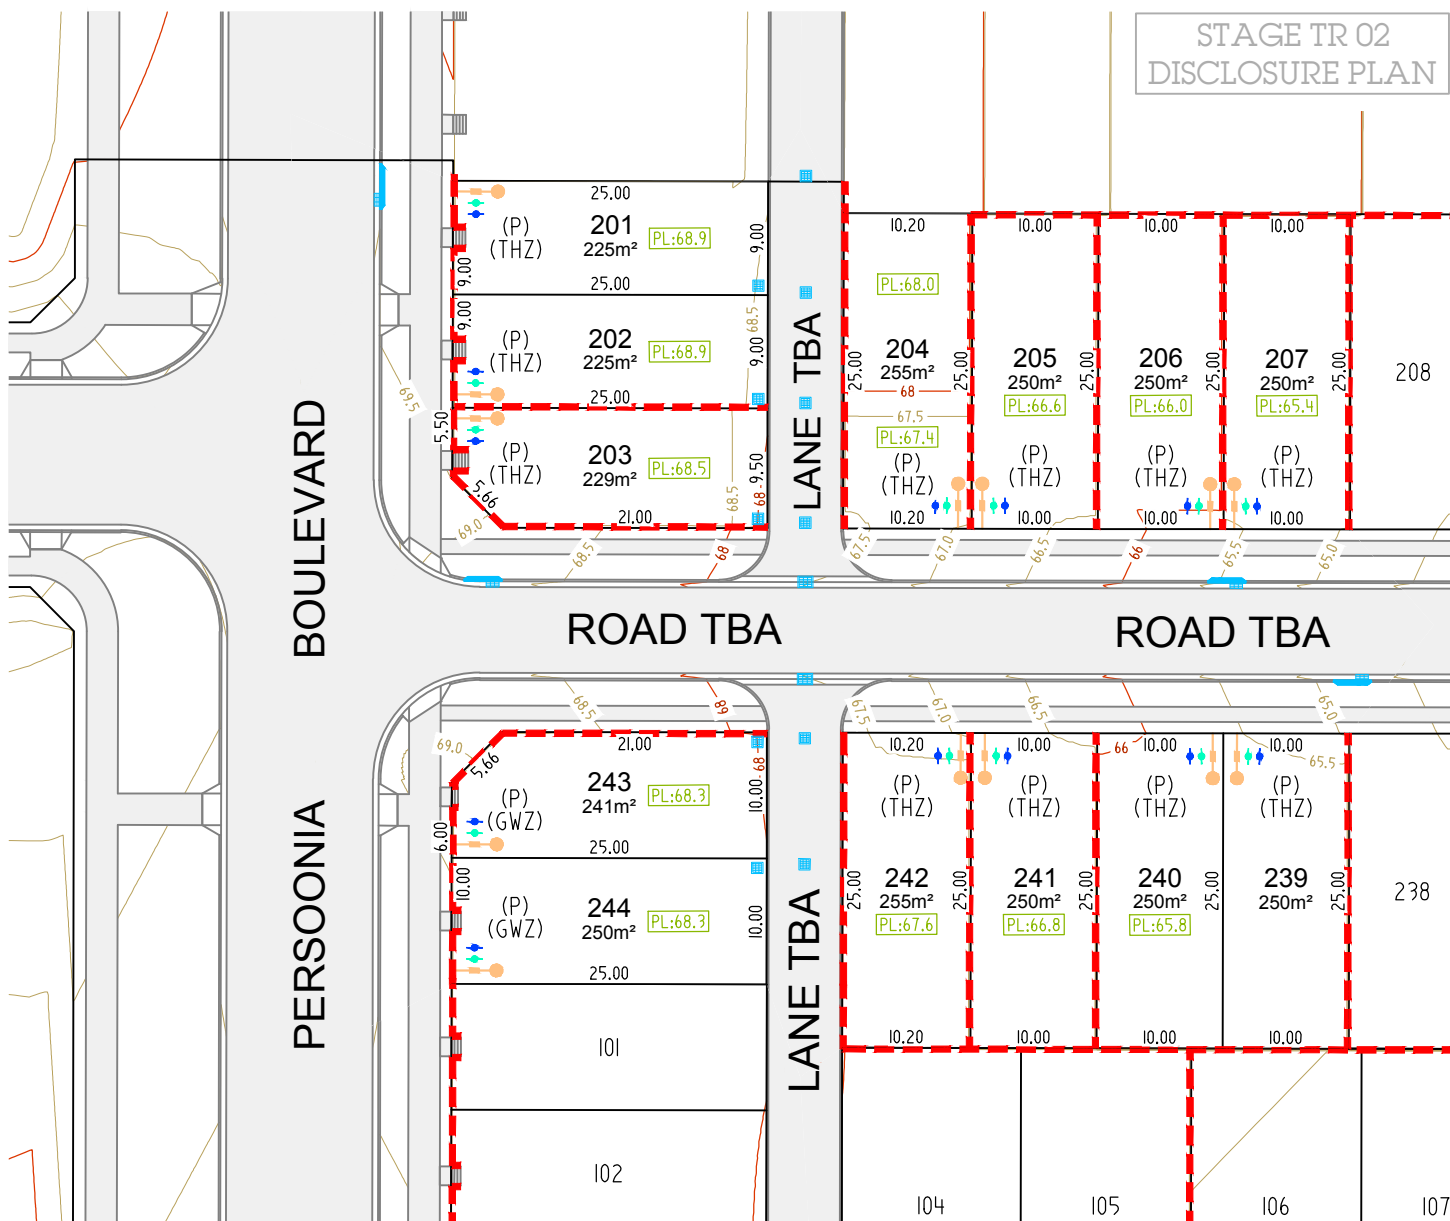 STAGE TR 02
DISCLOSURE PLAN
25.00
(P)
(THZ)
201
225m²
PL:68.9
9.00
9.00
25.00
9.00
(P)
(THZ)
202
225m²
PL:68.9
68.5
9.00
25.00
69.5
5.50
(P)
(THZ)
203
229m²
PL:68.5
68.5
9.50
68
5.66
21.00
69.0
68.5
68
LANE TBA
10.20
PL:68.0
204
255m²
25.00
25.00
68
67.5
PL:67.4
(P)
(THZ)
10.20
10.00
205
250m²
25.00
PL:66.6
(P)
(THZ)
10.00
10.00
206
250m²
25.00
PL:66.0
(P)
(THZ)
10.00
10.00
207
250m²
25.00
PL:65.4
(P)
(THZ)
10.00
208
67.5
67.0
66.5
66
65.5
65.0
BOULEVARD
ROAD TBA
ROAD TBA
PERSOONIA
68.5
68
69.0
5.66
21.00
68
(P)
(GWZ)
243
241m²
PL:68.3
10.00
6.00
25.00
10.00
(P)
(GWZ)
244
250m²
PL:68.3
10.00
25.00
LANE TBA
67.5
67.0
66.5
66
65.0
65.5
10.20
(P)
(THZ)
25.00
242
255m²
PL:67.6
25.00
10.20
10.00
(P)
(THZ)
241
250m²
PL:66.8
25.00
10.00
10.00
(P)
(THZ)
240
250m²
PL:65.8
25.00
10.00
10.00
(P)
(THZ)
239
250m²
25.00
10.00
238
101
102
104
105
106
107